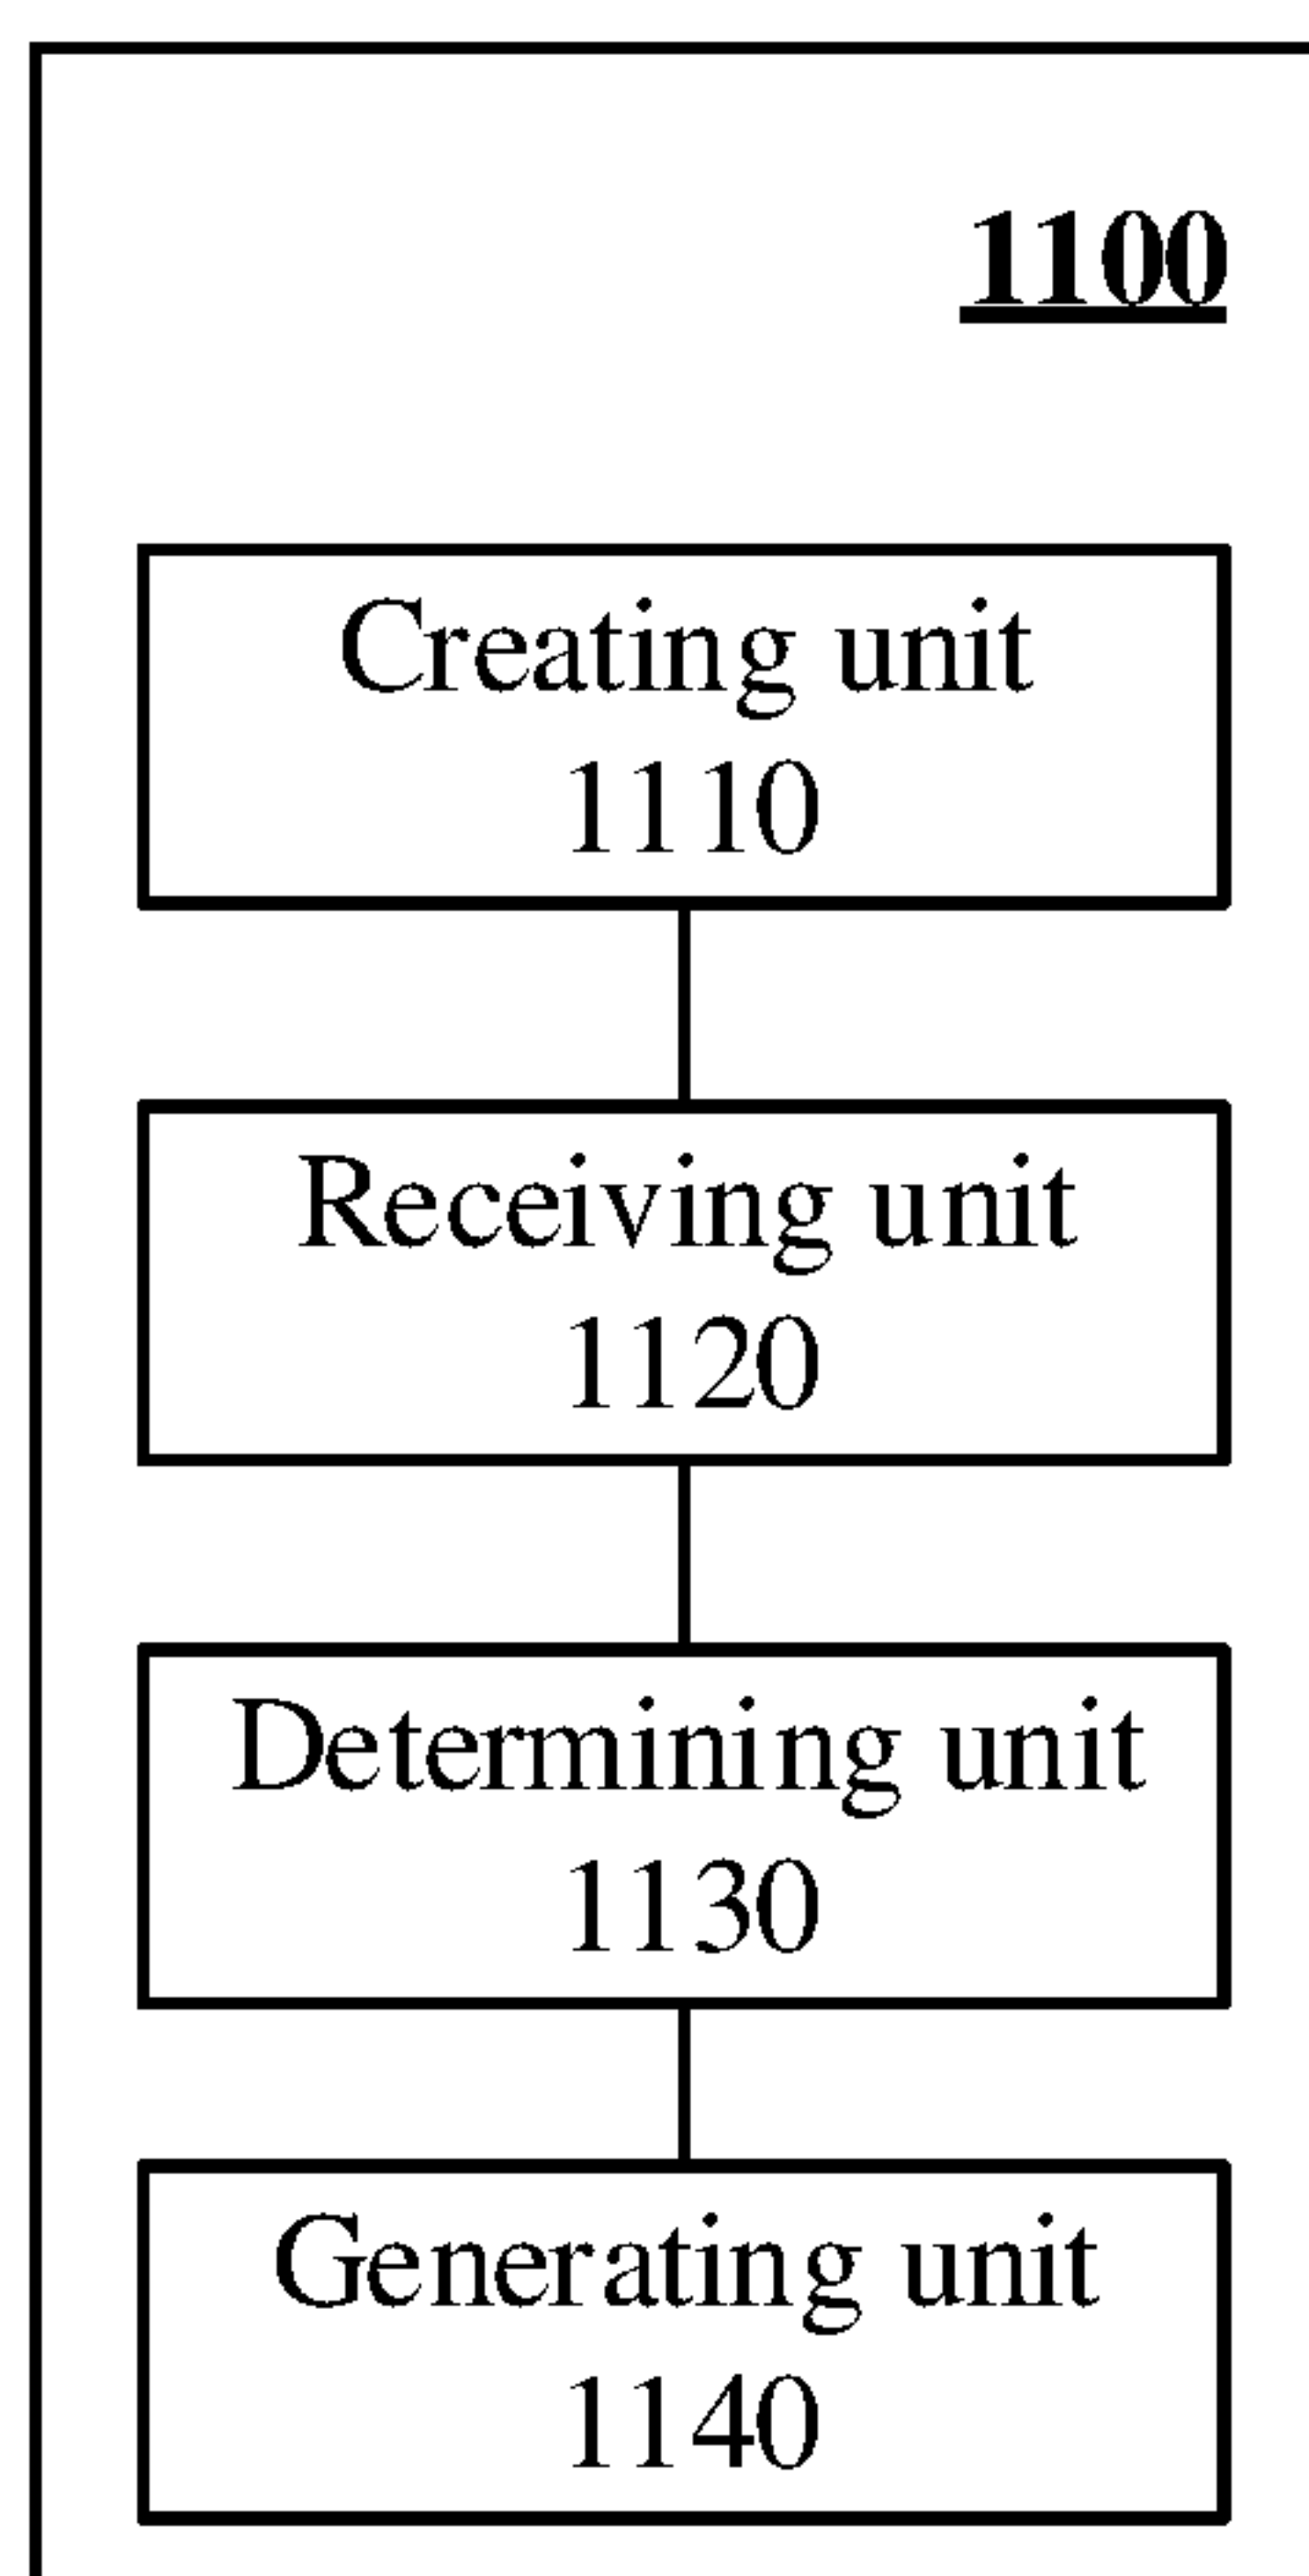 1100
Creating unit
1110
Receiving unit
1120
Determining unit
1130
Generating unit
1140